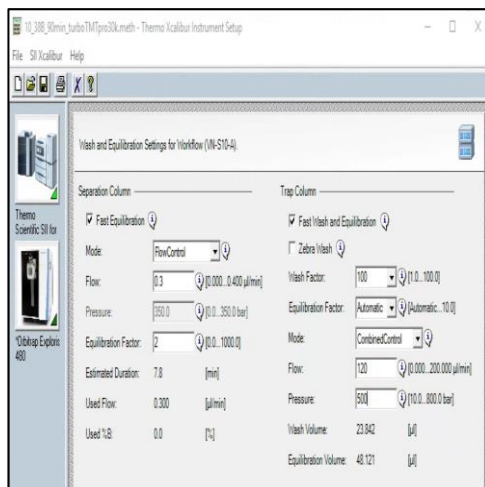 10_38B_90min_turboTMTpro30k.meth - Thermo Xcalibur Instrument Setup
File SII Xcalibur Help
Thermo
Scientific SII for
*Orbitrap Exploris
480
Wash and Equilibration Settings for Workflow (VN-S10-A).
Separation Column
Fast Equilibration
Mode: FlowControl
Flow: 0.3 [0.000...0.400 µl/min]
Pressure: 350.0 [0.0...350.0 bar]
Equilibration Factor: 2 [0.0...1000.0]
Estimated Duration: 7.8 [min]
Used Flow: 0.300 [µl/min]
Used %B: 0.0 [%]
Trap Column
Fast Wash and Equilibration
Zebra Wash
Wash Factor: 100 [1.0...100.0]
Equilibration Factor: Automatic [Automatic...10.0]
Mode: CombinedControl
Flow: 120 [0.000...200.000 µl/min]
Pressure: 500 [10.0...800.0 bar]
Wash Volume: 23.842 [µl]
Equilibration Volume: 48.121 [µl]